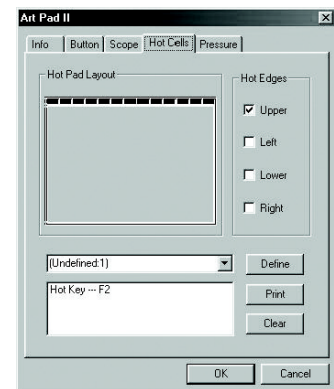 Art Pad II
Info
Button
Scope
Hot Cells
Pressure
Hot Pad Layout
Hot Edges
Upper
Left
Lower
Right
(Undefined:1)
Define
Hot Key --- F2
Print
Clear
OK
Cancel